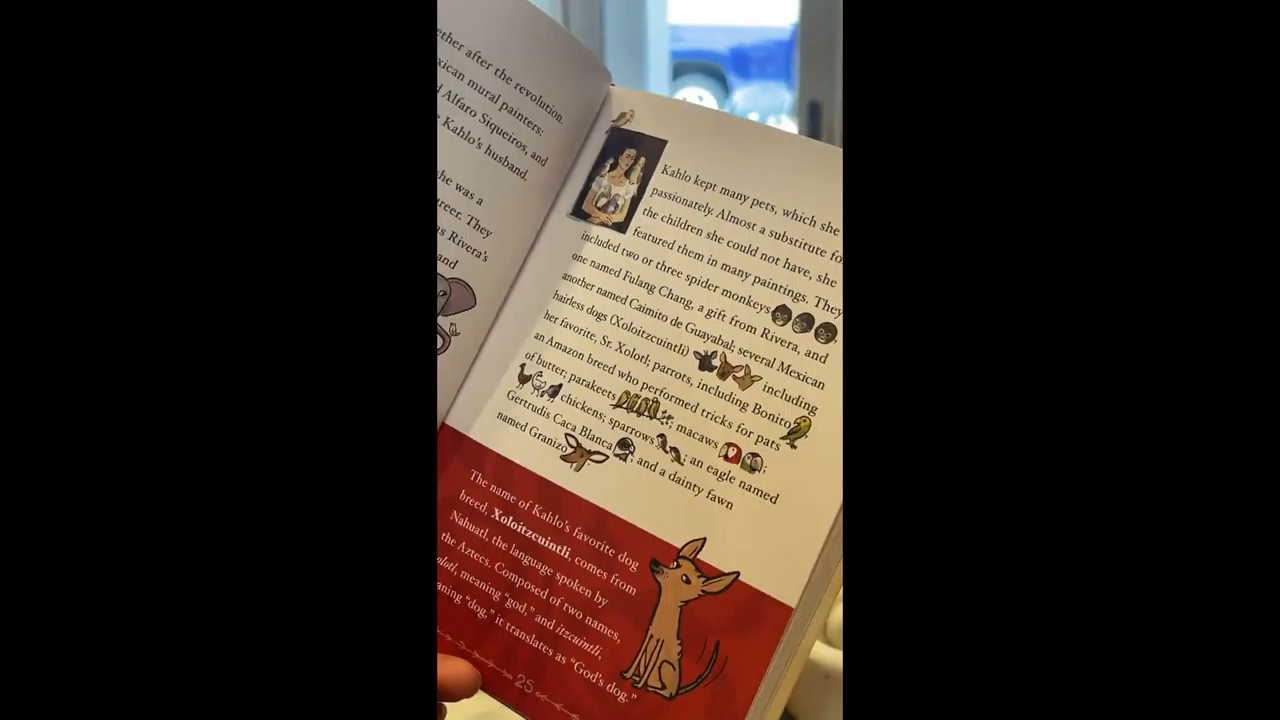 ether after the revolution.
xican mural painters:
d Alfaro Siqueiros, and
Kahlo's husband.
she was a
reer. They
as Rivera's
and
Kahlo kept many pets, which she
passionately. Almost a substitute fo
the children she could not have, she
featured them in many paintings. They
included two or three spider monkeys
one named Fulang Chang, a gift from Rivera, and
another named Caimito de Guayabal; several Mexican
hairless dogs (Xoloitzcuintli) including
her favorite, Sr. Xolotl; parrots, including Bonito
an Amazon breed who performed tricks for pats
of butter; parakeets ; macaws ;
chickens; sparrows ; an eagle named
Gertrudis Caca Blanca ; and a dainty fawn
named Granizo
The name of Kahlo's favorite dog
breed, Xoloitzcuintli, comes from
Nahuatl, the language spoken by
the Aztecs. Composed of two names,
olotl, meaning "god," and itzcuintli,
aning "dog," it translates as "God's dog."
25